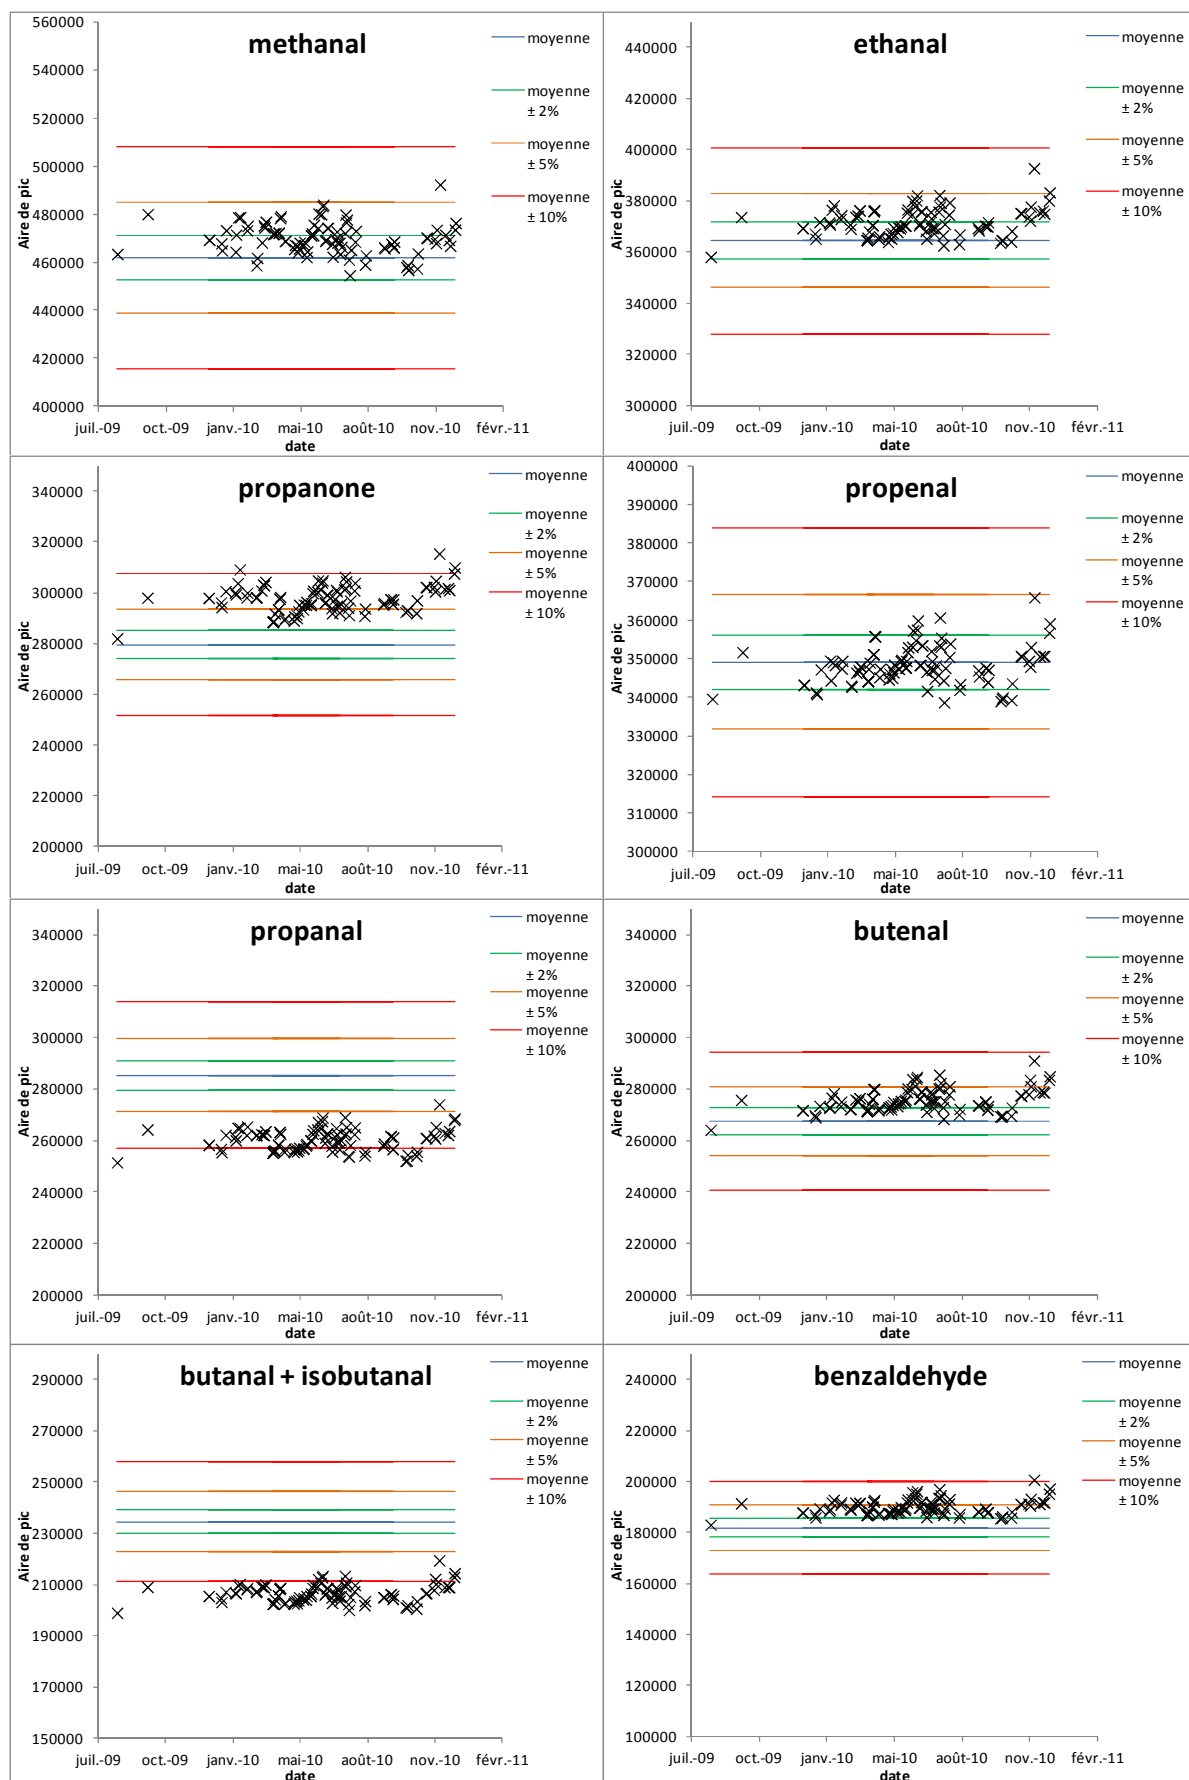 methanal
moyenne
moyenne
± 2%
moyenne
± 5%
moyenne
± 10%
Aire de pic
560000
540000
520000
500000
480000
460000
440000
420000
400000
juil.-09 oct.-09 janv.-10 mai-10 août-10 nov.-10 févr.-11
date
ethanal
moyenne
moyenne
± 2%
moyenne
± 5%
moyenne
± 10%
Aire de pic
440000
420000
400000
380000
360000
340000
320000
300000
juil.-09 oct.-09 janv.-10 mai-10 août-10 nov.-10 févr.-11
date
propanone
moyenne
moyenne
± 2%
moyenne
± 5%
moyenne
± 10%
Aire de pic
340000
320000
300000
280000
260000
240000
220000
200000
juil.-09 oct.-09 janv.-10 mai-10 août-10 nov.-10 févr.-11
date
propenal
moyenne
moyenne
± 2%
moyenne
± 5%
moyenne
± 10%
Aire de pic
400000
390000
380000
370000
360000
350000
340000
330000
320000
310000
300000
juil.-09 oct.-09 janv.-10 mai-10 août-10 nov.-10 févr.-11
date
propanal
moyenne
moyenne
± 2%
moyenne
± 5%
moyenne
± 10%
Aire de pic
340000
320000
300000
280000
260000
240000
220000
200000
juil.-09 oct.-09 janv.-10 mai-10 août-10 nov.-10 févr.-11
date
butenal
moyenne
moyenne
± 2%
moyenne
± 5%
moyenne
± 10%
Aire de pic
340000
320000
300000
280000
260000
240000
220000
200000
juil.-09 oct.-09 janv.-10 mai-10 août-10 nov.-10 févr.-11
date
butanal + isobutanal
moyenne
moyenne
± 2%
moyenne
± 5%
moyenne
± 10%
Aire de pic
290000
270000
250000
230000
210000
190000
170000
150000
juil.-09 oct.-09 janv.-10 mai-10 août-10 nov.-10 févr.-11
date
benzaldehyde
moyenne
moyenne
± 2%
moyenne
± 5%
moyenne
± 10%
Aire de pic
240000
220000
200000
180000
160000
140000
120000
100000
juil.-09 oct.-09 janv.-10 mai-10 août-10 nov.-10 févr.-11
date